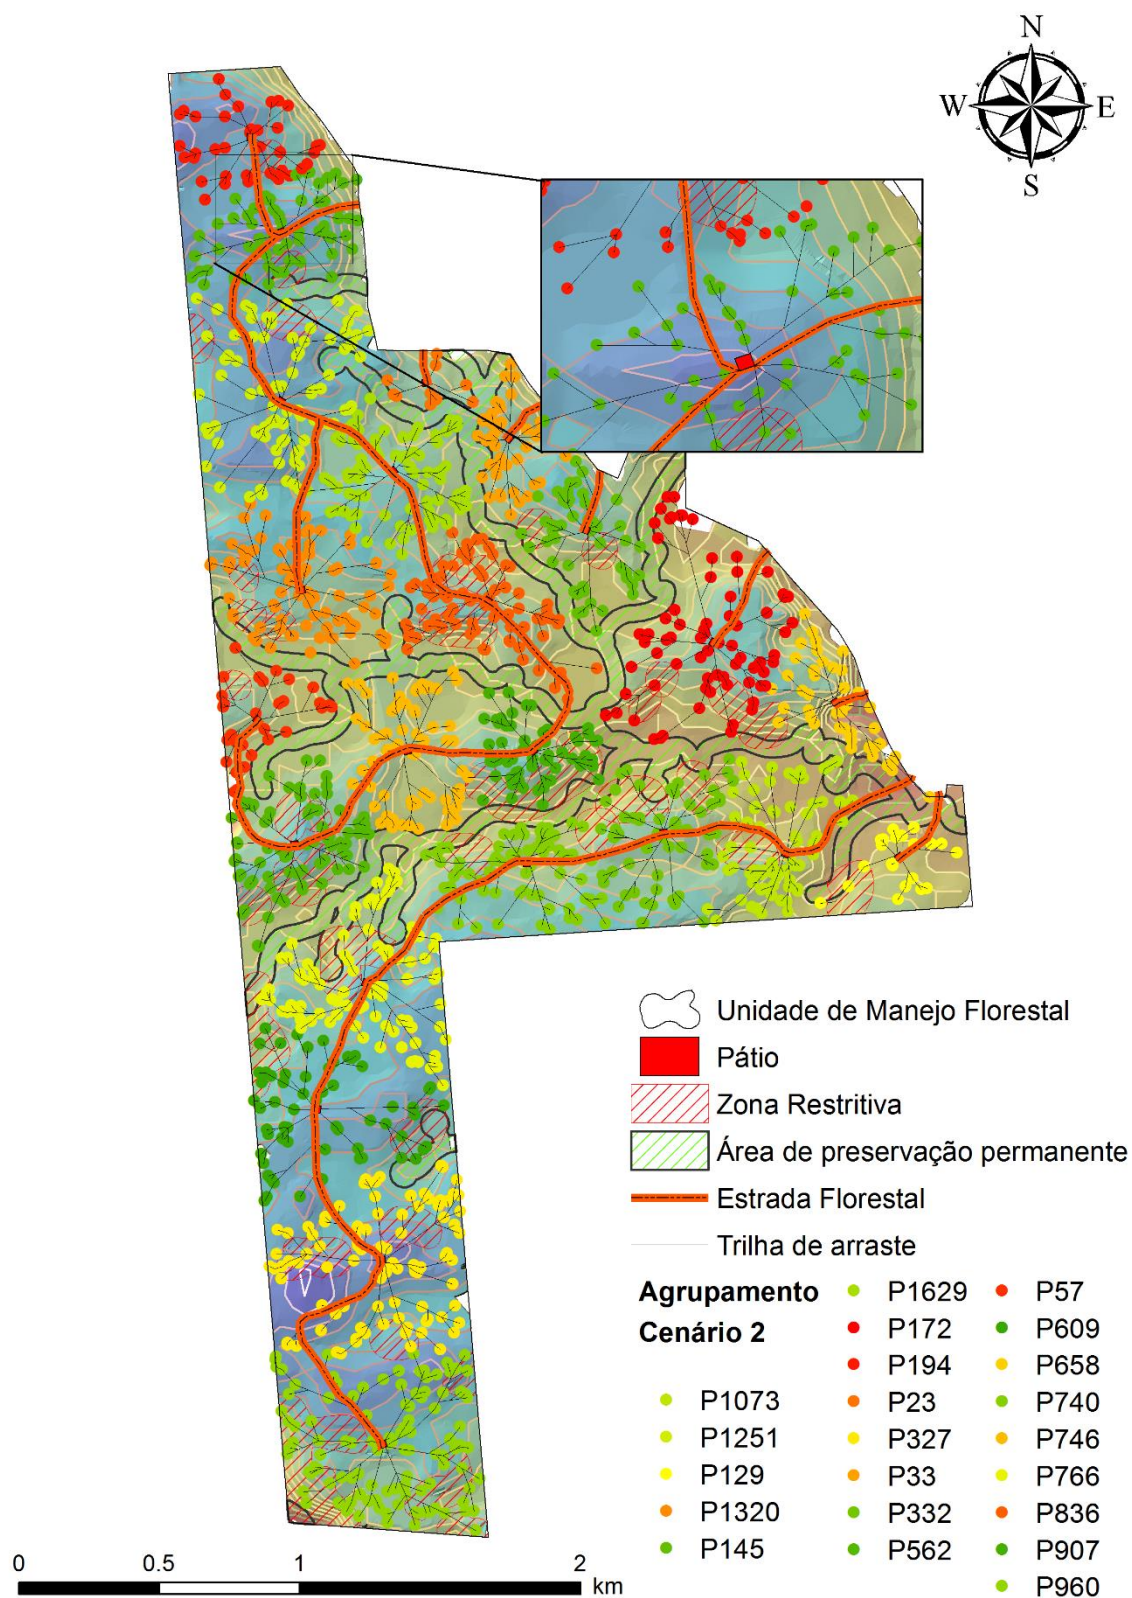 N
W E
S
Unidade de Manejo Florestal
Pátio
Zona Restritiva
Área de preservação permanente
Estrada Florestal
Trilha de arraste
Agrupamento
Cenário 2
P1073
P1251
P129
P1320
P145
P1629
P172
P194
P23
P327
P33
P332
P562
P57
P609
P658
P740
P746
P766
P836
P907
P960
0 0.5 1 2
km